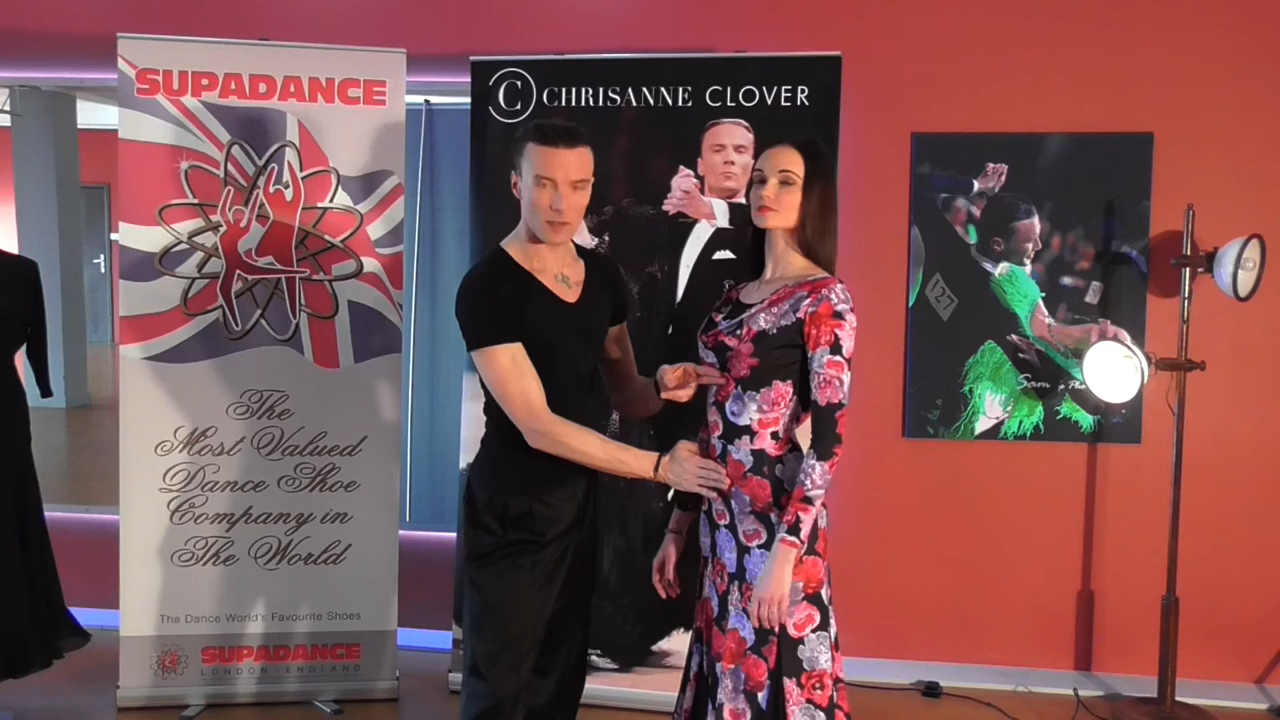 SUPADANCE
The
Most Valued
Dance Shoe
Company in
The World
The Dance World's Favourite Shoes
SUPADANCE
LONDON ENGLAND
C CHRISANNE CLOVER
127
Sam